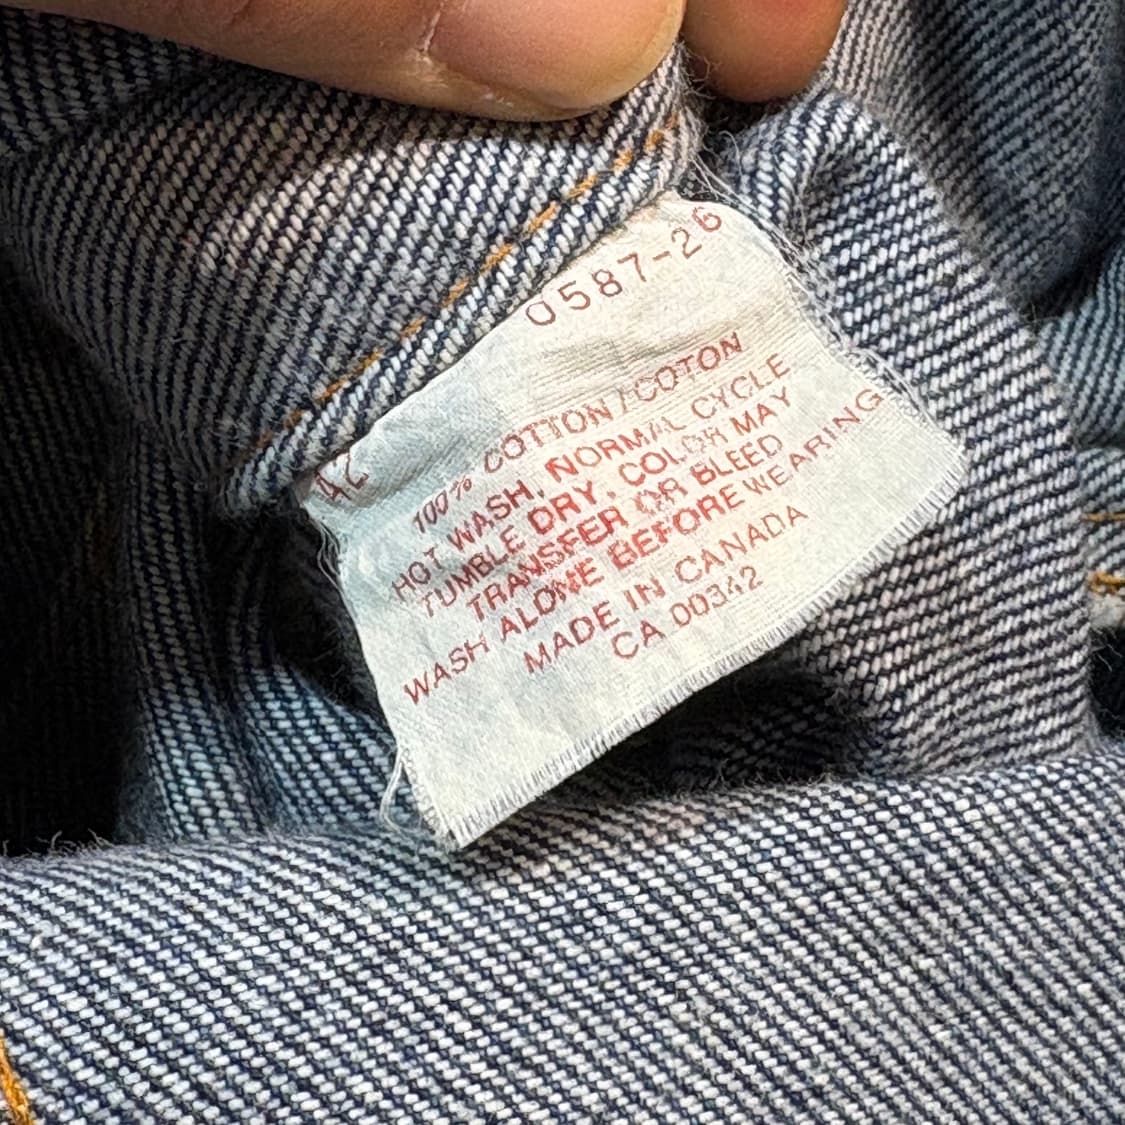 0587-26
42
100% COTTON / COTON
HOT WASH, NORMAL CYCLE
TUMBLE DRY. COLOR MAY
TRANSFER OR BLEED
WASH ALONE BEFORE WEARING
MADE IN CANADA
CA 00342